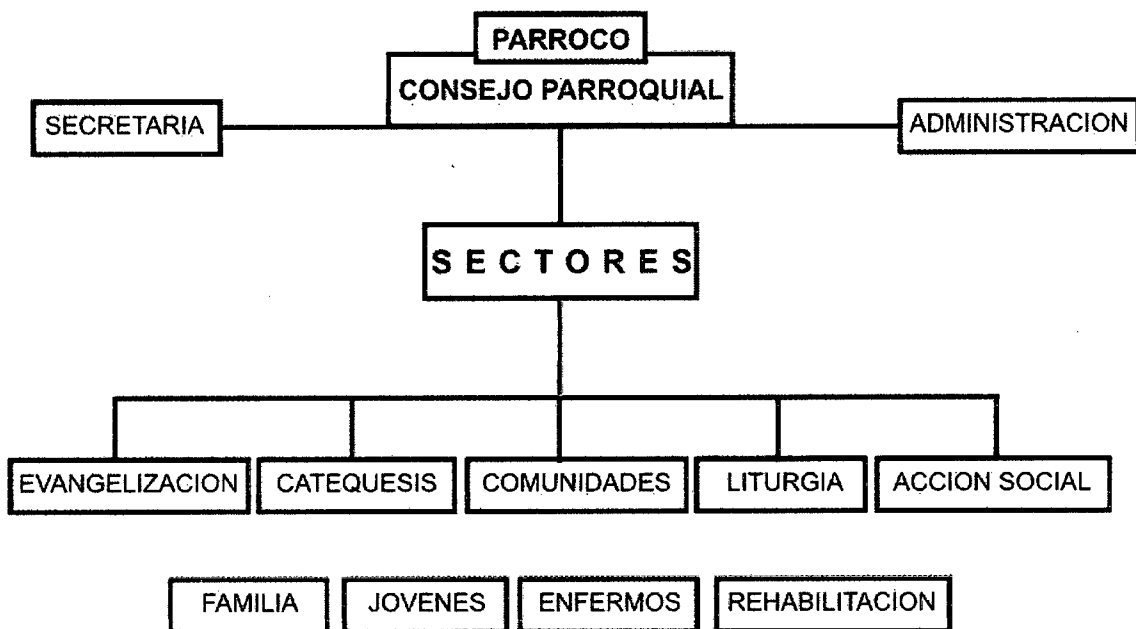 PARROCO
CONSEJO PARROQUIAL
SECRETARIA
ADMINISTRACION
S E C T O R E S
EVANGELIZACION
CATEQUESIS
COMUNIDADES
LITURGIA
ACCION SOCIAL
FAMILIA
JOVENES
ENFERMOS
REHABILITACION